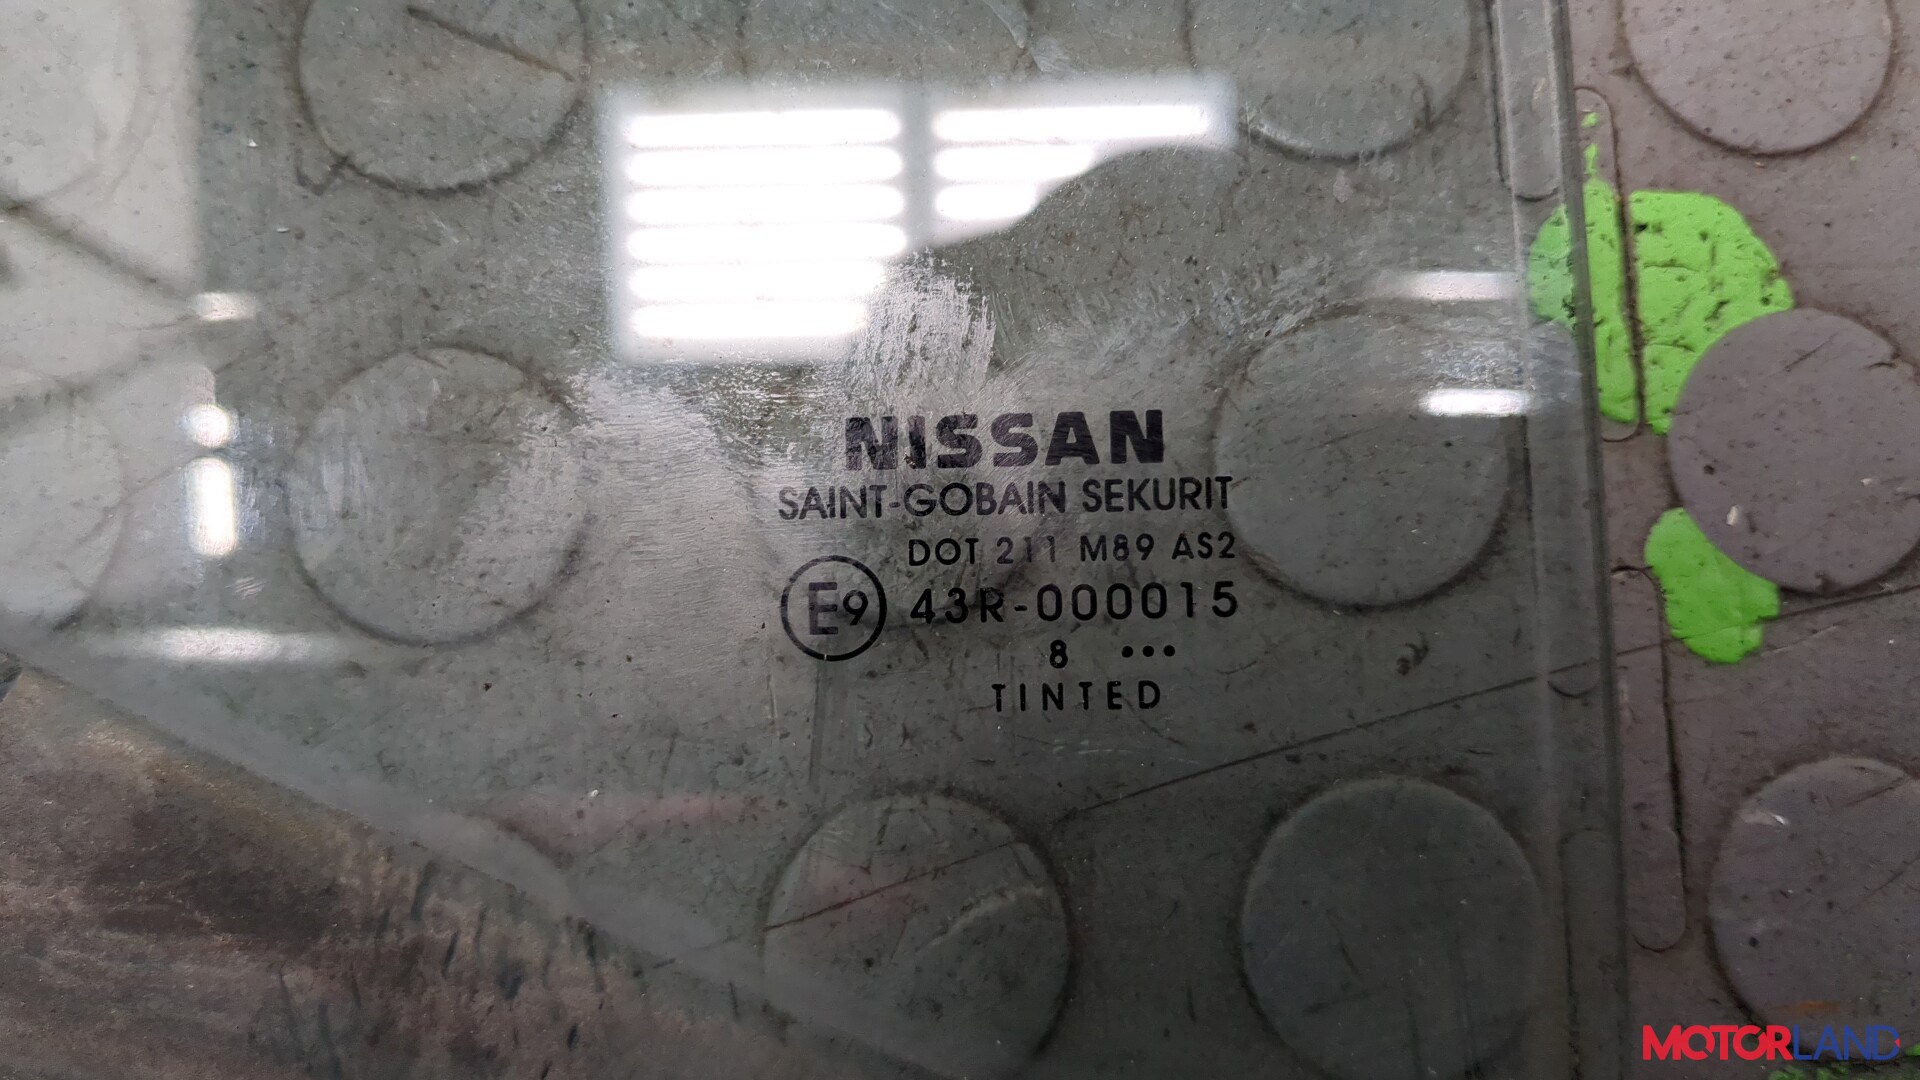 NISSAN
SAINT-GOBAIN SEKURIT
DOT 211 M89 AS2
E9 43R-000015
8 •••
TINTED
MOTORLAND